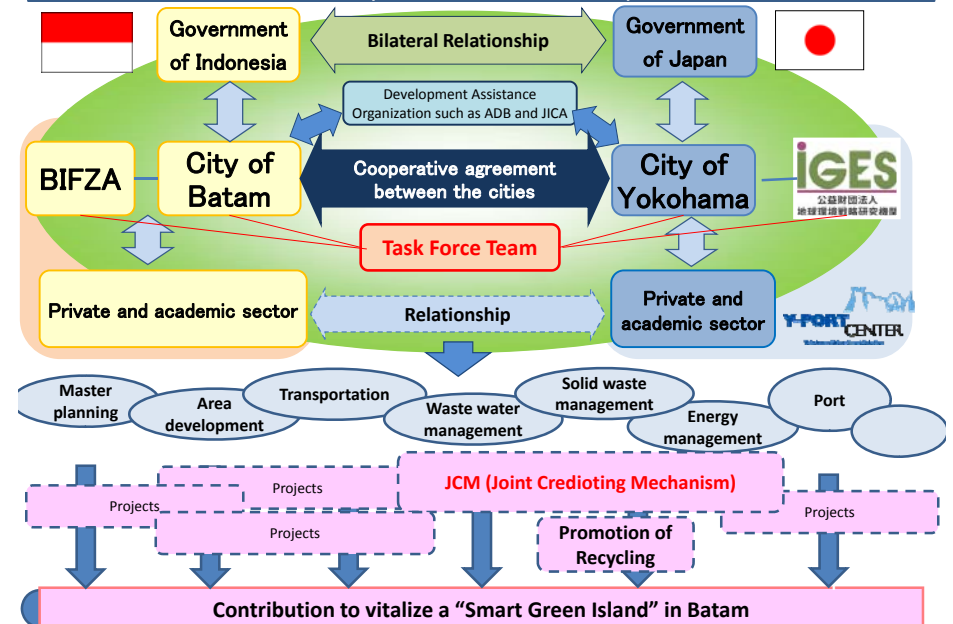 Government
of Indonesia
Bilateral Relationship
Government
of Japan
Development Assistance
Organization such as ADB and JICA
BIFZA
City of
Batam
Cooperative agreement
between the cities
City of
Yokohama
iGES
公益財団法人
地球環境戦略研究機関
Task Force Team
Private and academic sector
Relationship
Private and
academic sector
Y-PORT
CENTER
Master
planning
Area
development
Transportation
Waste water
management
Solid waste
management
Energy
management
Port
Projects
Projects
Projects
JCM (Joint Credioting Mechanism)
Promotion of
Recycling
Projects
Contribution to vitalize a “Smart Green Island” in Batam